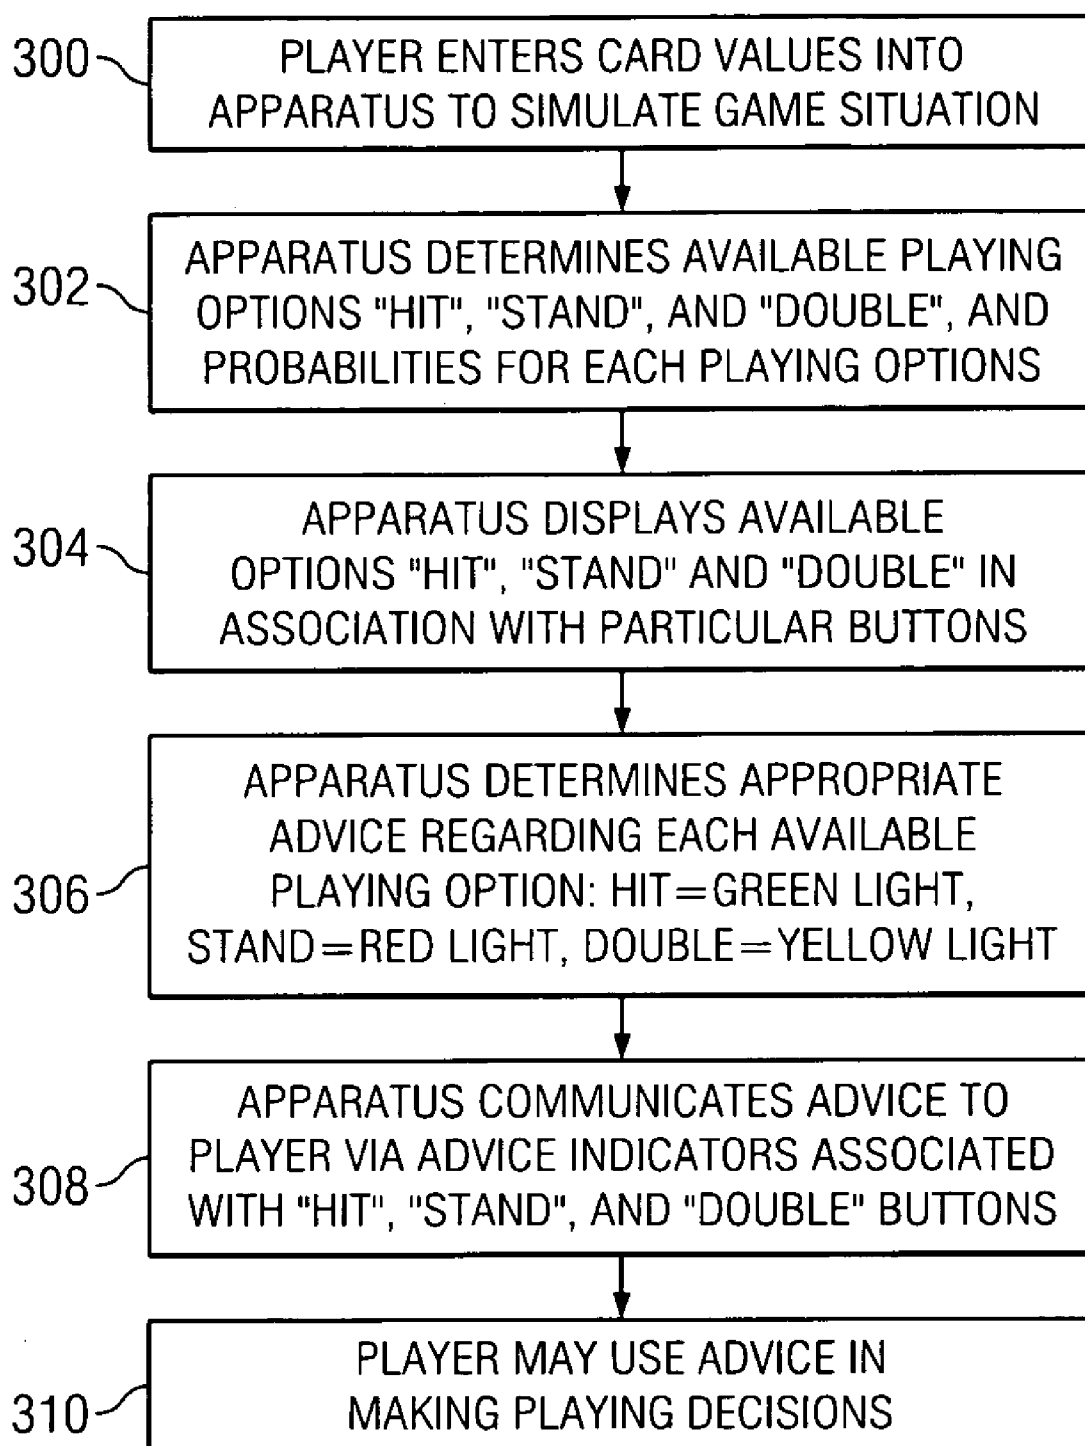 300
PLAYER ENTERS CARD VALUES INTO
APPARATUS TO SIMULATE GAME SITUATION
302
APPARATUS DETERMINES AVAILABLE PLAYING
OPTIONS "HIT", "STAND", AND "DOUBLE", AND
PROBABILITIES FOR EACH PLAYING OPTIONS
304
APPARATUS DISPLAYS AVAILABLE
OPTIONS "HIT", "STAND" AND "DOUBLE" IN
ASSOCIATION WITH PARTICULAR BUTTONS
306
APPARATUS DETERMINES APPROPRIATE
ADVICE REGARDING EACH AVAILABLE
PLAYING OPTION: HIT=GREEN LIGHT,
STAND=RED LIGHT, DOUBLE=YELLOW LIGHT
308
APPARATUS COMMUNICATES ADVICE TO
PLAYER VIA ADVICE INDICATORS ASSOCIATED
WITH "HIT", "STAND", AND "DOUBLE" BUTTONS
310
PLAYER MAY USE ADVICE IN
MAKING PLAYING DECISIONS